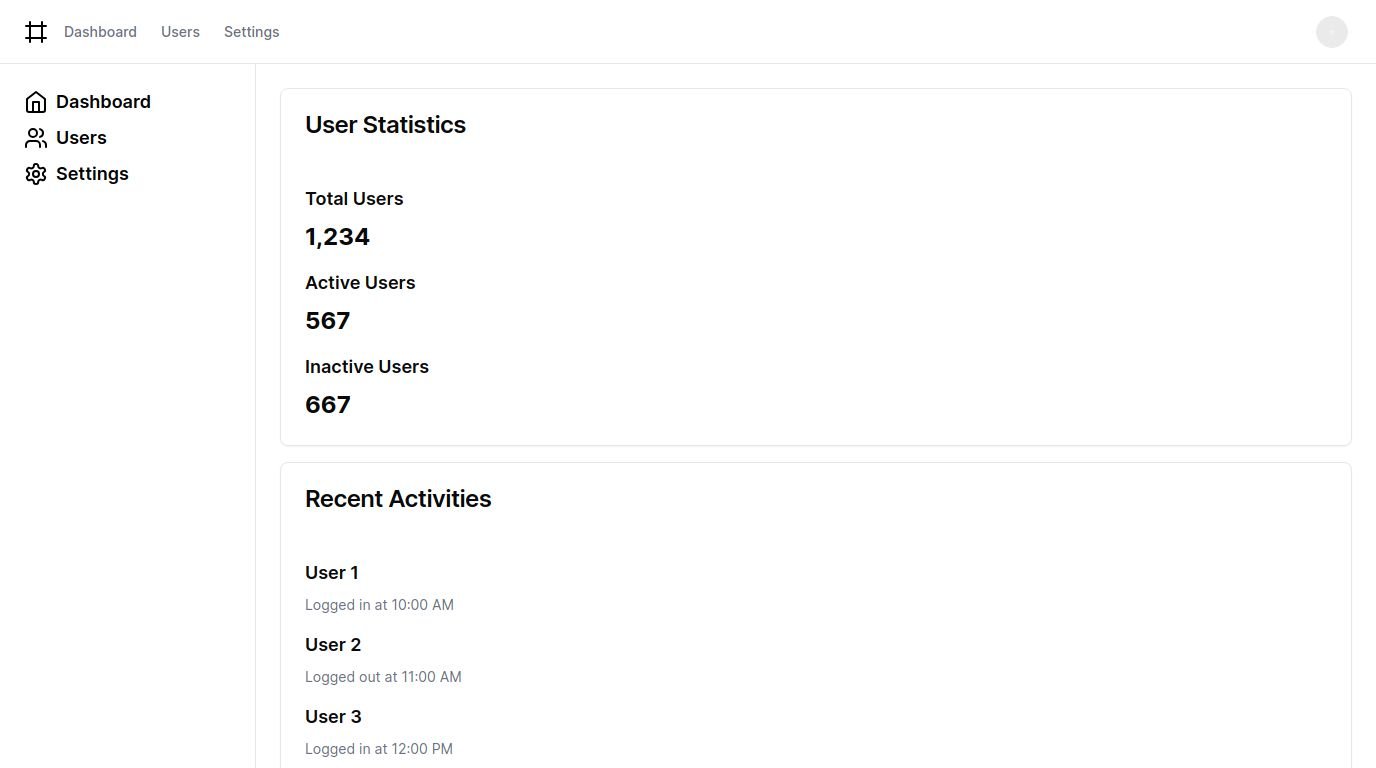 Dashboard Users Settings
Dashboard
Users
Settings
User Statistics
Total Users
1,234
Active Users
567
Inactive Users
667
Recent Activities
User 1
Logged in at 10:00 AM
User 2
Logged out at 11:00 AM
User 3
Logged in at 12:00 PM